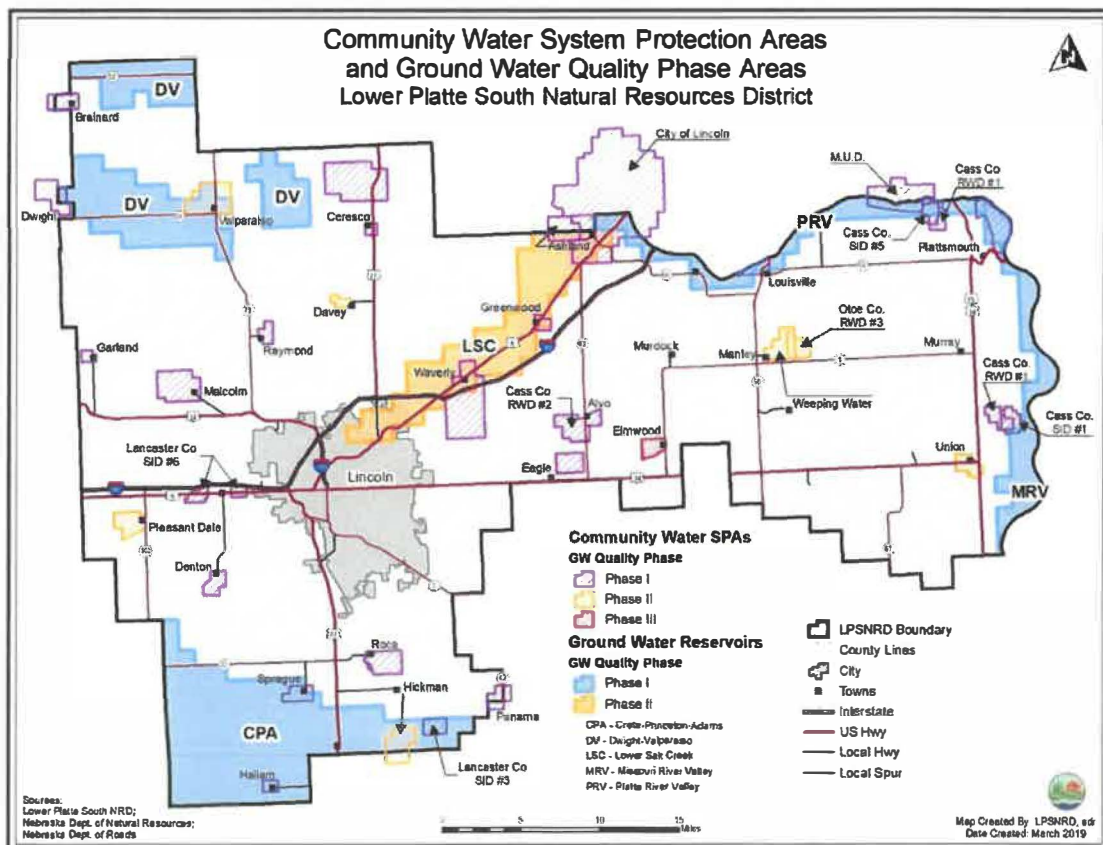 Community Water System Protection Areas
and Ground Water Quality Phase Areas
Lower Platte South Natural Resources District
N
DV
Brainard
City of Lincoln
M.U.D.
Cass Co
RWD #1
DV
DV
Dwight
Valparaiso
Ceresco
Ashland
PRV
Cass Co.
SID #5
Plattsmouth
Louisville
Davey
Greenwood
Otoe Co.
RWD #3
Garland
Raymond
LSC
Murdock
Manley
Murray
Malcolm
Waverly
Cass Co
RWD #2
Alvo
Weeping Water
Cass Co.
RWD #1
Cass Co.
SID #1
Lancaster Co
SID #6
Elmwood
Union
Lincoln
Eagle
MRV
Pleasant Dale
Denton
Roca
Sprague
Hickman
Panama
CPA
Hallam
Lancaster Co
SID #3
Community Water SPAs
GW Quality Phase
Phase I
Phase II
Phase III
Ground Water Reservoirs
GW Quality Phase
Phase I
Phase II
CPA - Crete-Princeton-Adams
DV - Dwight-Valparaiso
LSC - Lower Salt Creek
MRV - Missouri River Valley
PRV - Platte River Valley
LPSNRD Boundary
County Lines
City
Towns
Interstate
US Hwy
Local Hwy
Local Spur
Sources:
Lower Platte South NRD;
Nebraska Dept. of Natural Resources;
Nebraska Dept. of Roads
0 5 10 15
Miles
Map Created By LPSNRD, sdr
Date Created: March 2019